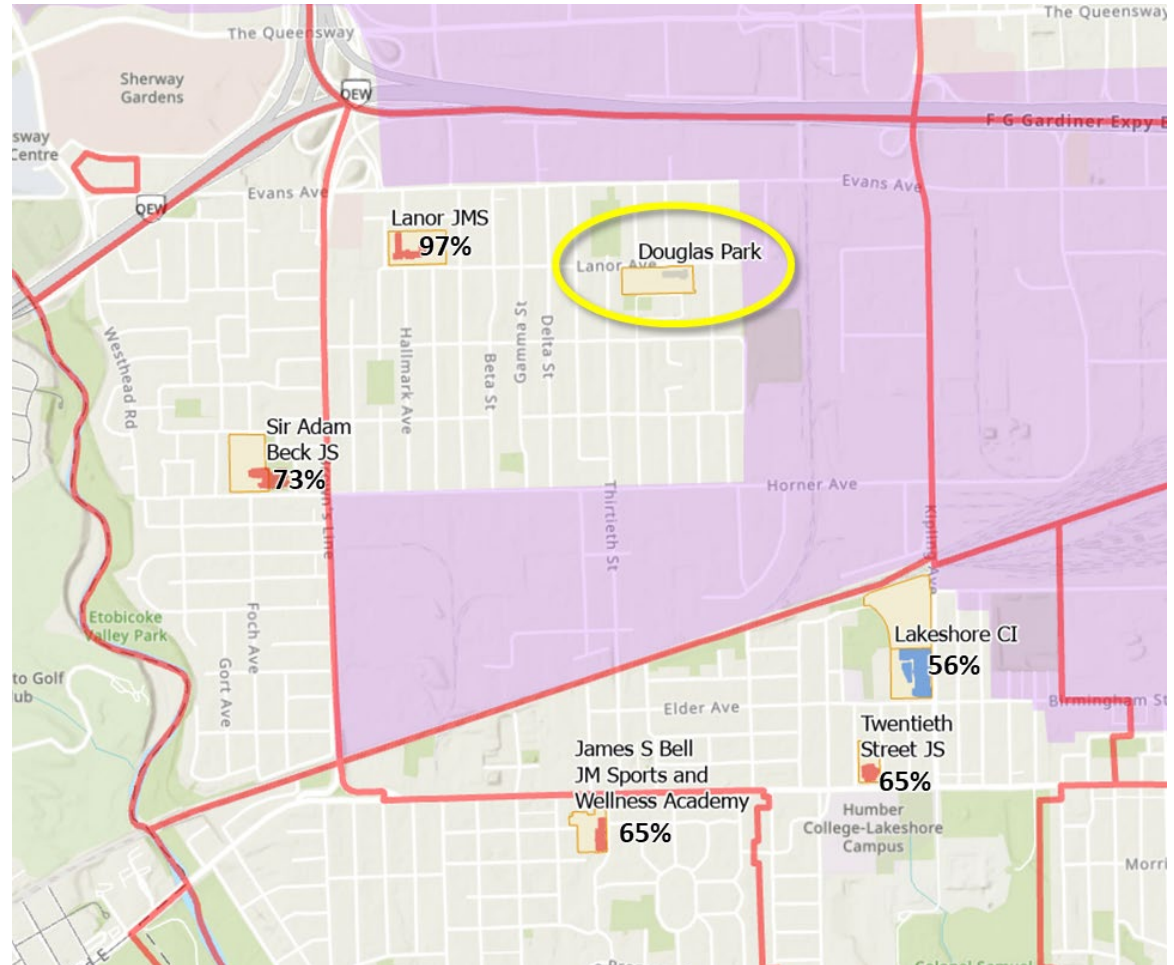 The Queensway
The Queensway
Sherway
Gardens
QEW
F G Gardiner Expy E
sway
Centre
Evans Ave
Evans Ave
QEW
Lanor JMS
97%
Douglas Park
Lanor Ave
Westhead Rd
Hallmark Ave
Beta St
Gamma St
Delta St
Sir Adam
Beck JS
73%
Horner Ave
Thirtieth St
Kipling Ave
wn's Line
Foch Ave
Gort Ave
Etobicoke
Valley Park
Lakeshore CI
56%
to Golf
ub
Elder Ave
Birmingham St
Twentieth
Street JS
65%
James S Bell
JM Sports and
Wellness Academy
65%
Humber
College-Lakeshore
Campus
Morri
E